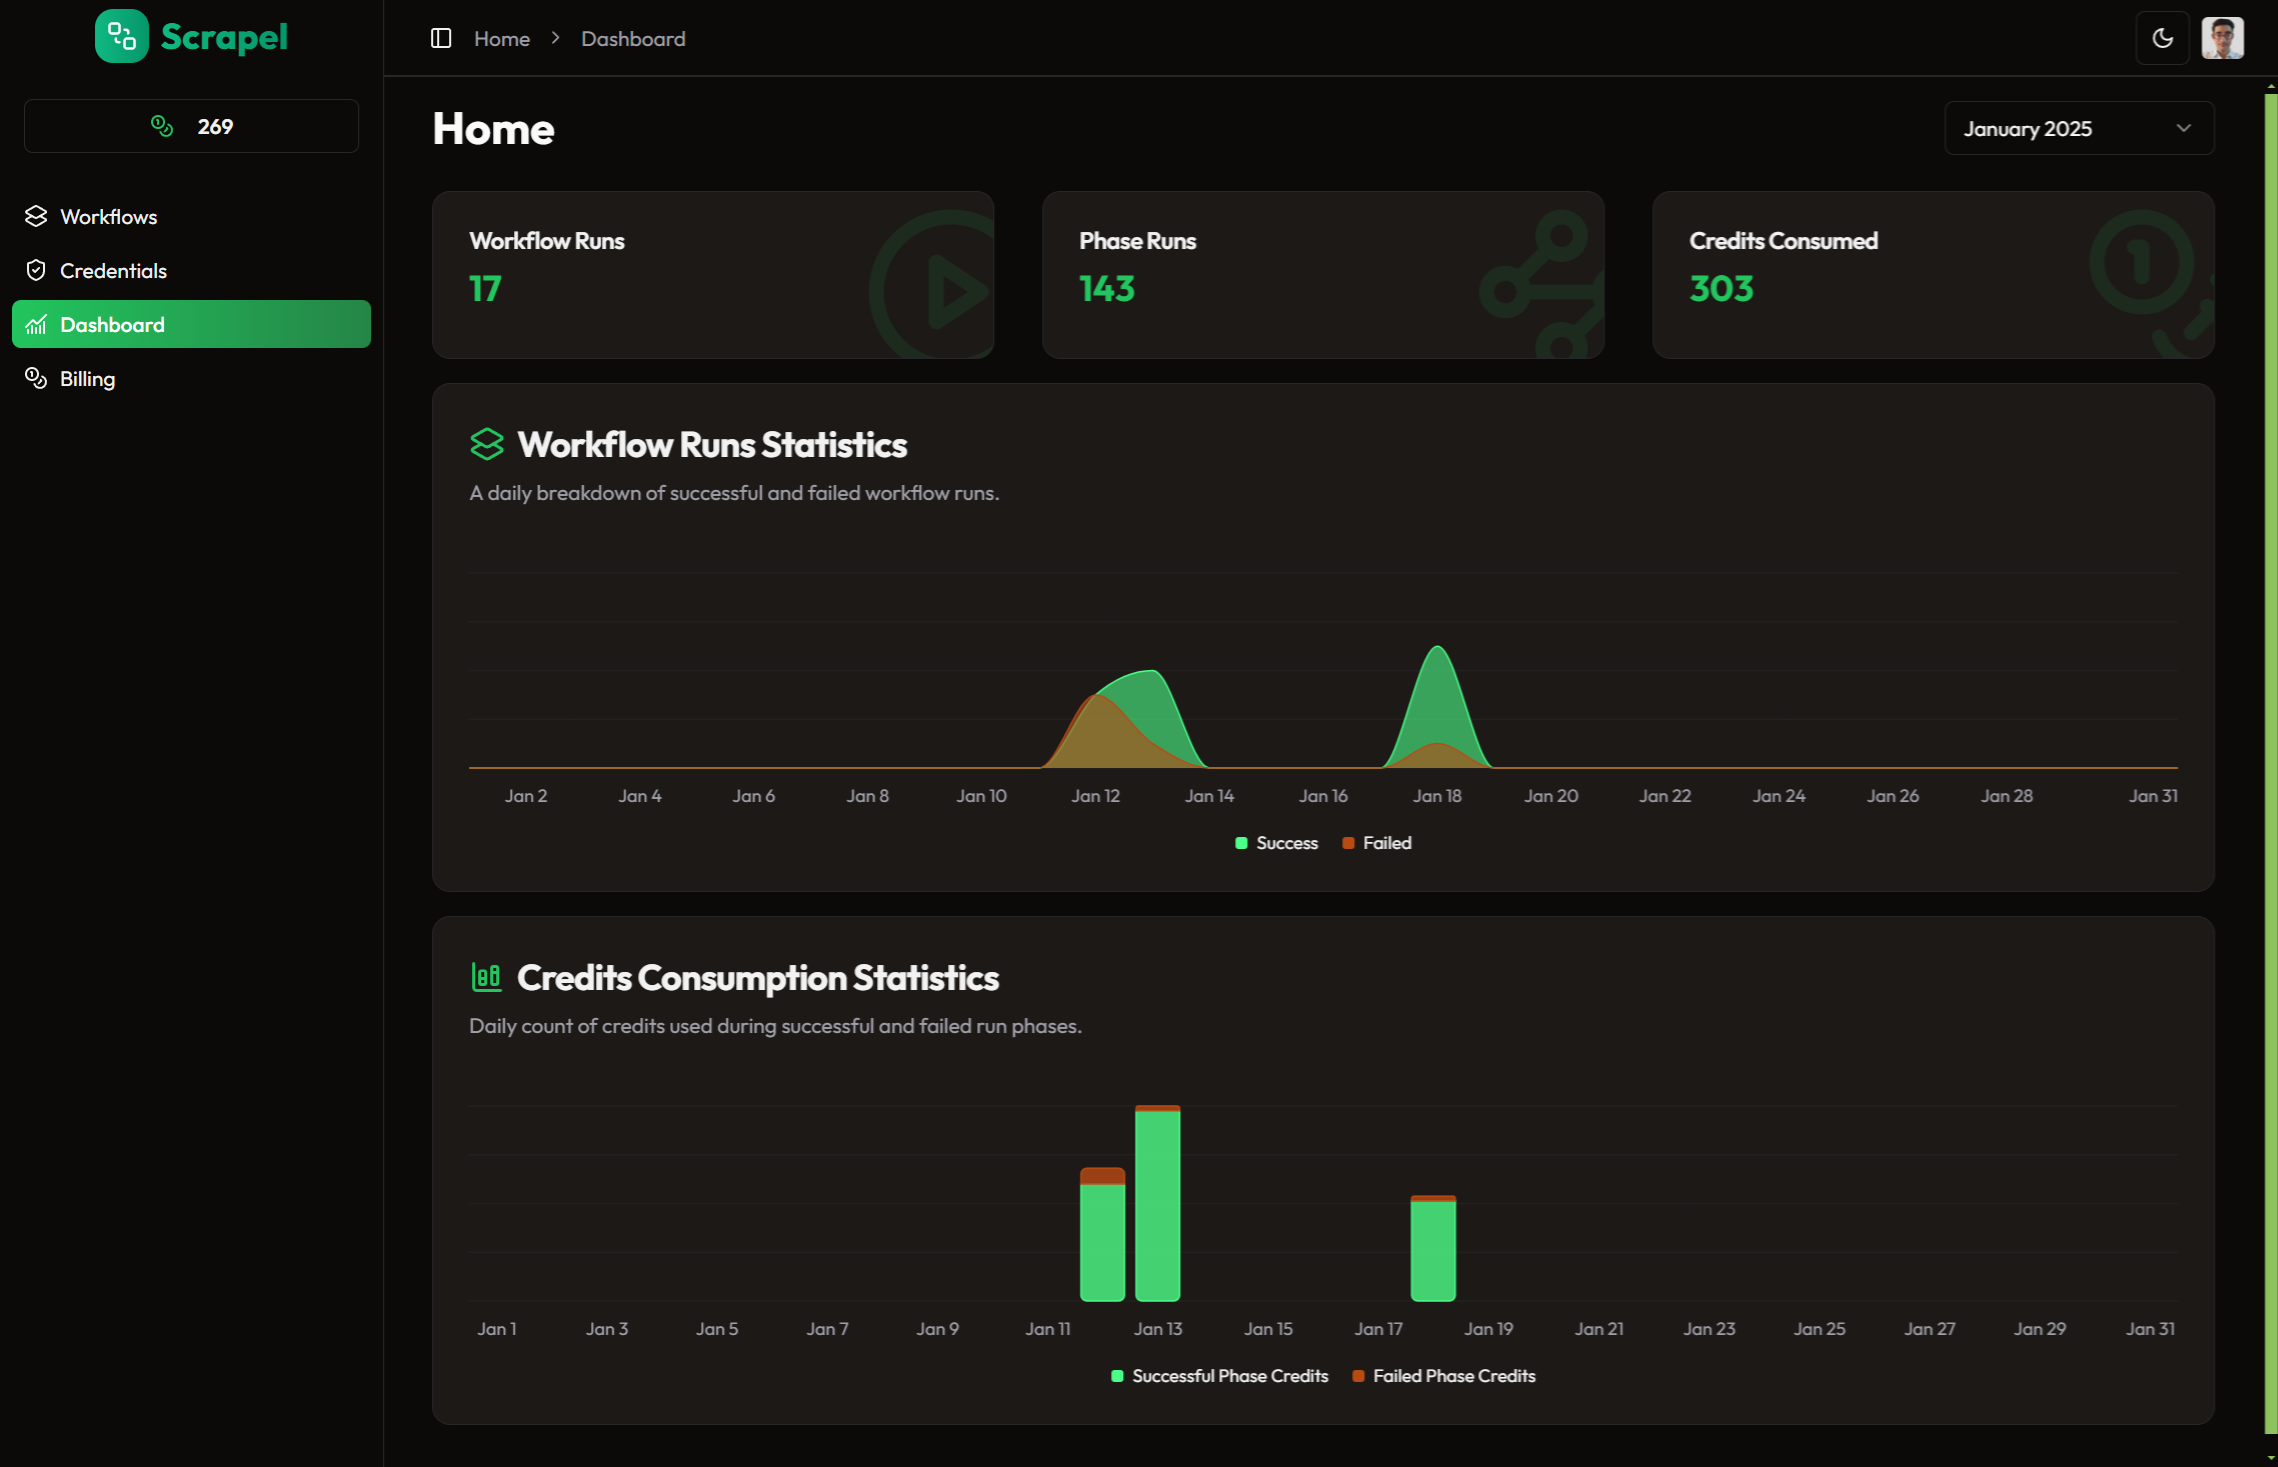 Scrapel
269
Workflows
Credentials
Dashboard
Billing
Home > Dashboard
Home
January 2025
Workflow Runs
17
Phase Runs
143
Credits Consumed
303
Workflow Runs Statistics
A daily breakdown of successful and failed workflow runs.
Jan 2 Jan 4 Jan 6 Jan 8 Jan 10 Jan 12 Jan 14 Jan 16 Jan 18 Jan 20 Jan 22 Jan 24 Jan 26 Jan 28 Jan 31
Success Failed
Credits Consumption Statistics
Daily count of credits used during successful and failed run phases.
Jan 1 Jan 3 Jan 5 Jan 7 Jan 9 Jan 11 Jan 13 Jan 15 Jan 17 Jan 19 Jan 21 Jan 23 Jan 25 Jan 27 Jan 29 Jan 31
Successful Phase Credits Failed Phase Credits